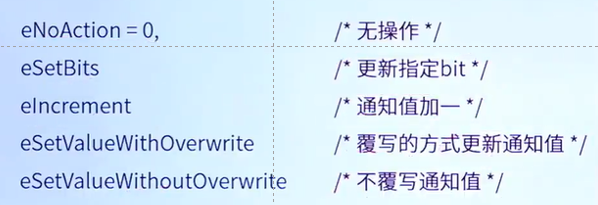 eNoAction = 0, /* 无操作 */
eSetBits /* 更新指定bit */
eIncrement /* 通知值加一 */
eSetValueWithOverwrite /* 覆写的方式更新通知值 */
eSetValueWithoutOverwrite /* 不覆写通知值 */